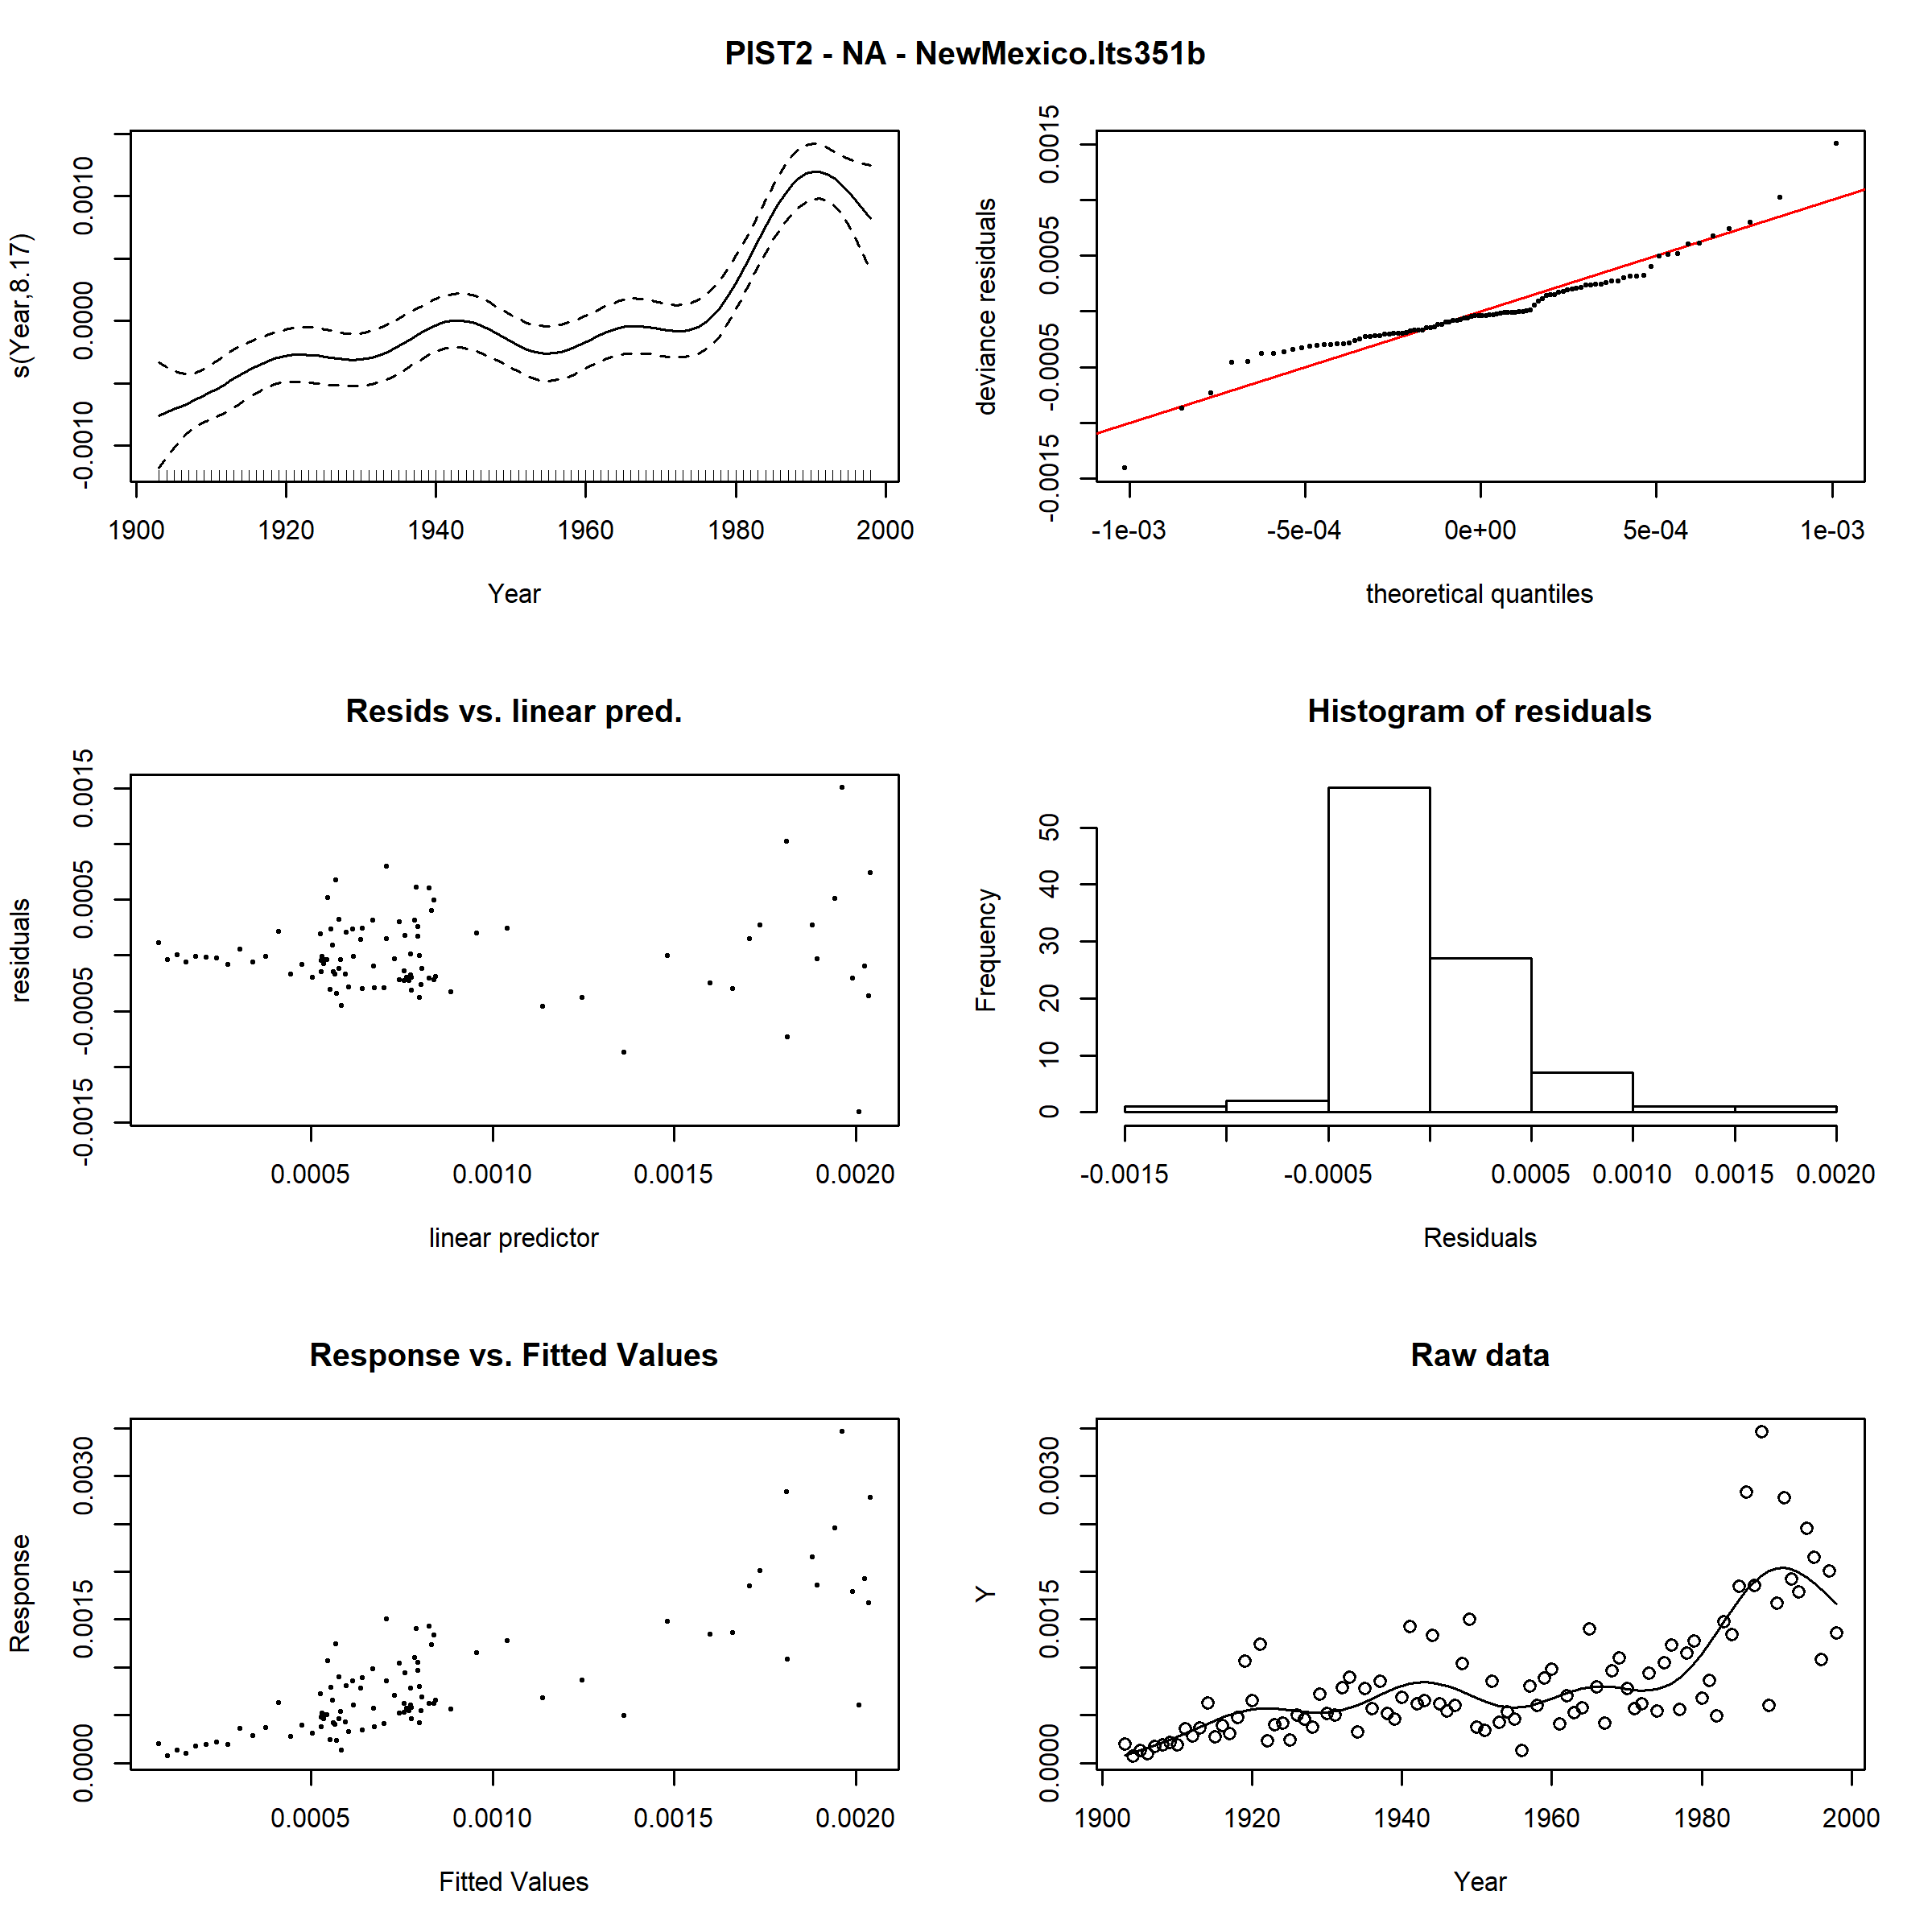 PIST2 - NA - NewMexico.lts351b
s(Year,8.17)
-0.0010 0.0000 0.0010
1900 1920 1940 1960 1980 2000
Year
deviance residuals
-0.0015 -0.0005 0.0005 0.0015
-1e-03 -5e-04 0e+00 5e-04 1e-03
theoretical quantiles
Resids vs. linear pred.
residuals
-0.0015 -0.0005 0.0005 0.0015
0.0005 0.0010 0.0015 0.0020
linear predictor
Histogram of residuals
Frequency
0 10 20 30 40 50
-0.0015 -0.0005 0.0005 0.0010 0.0015 0.0020
Residuals
Response vs. Fitted Values
Response
0.0000 0.0015 0.0030
0.0005 0.0010 0.0015 0.0020
Fitted Values
Raw data
Y
0.0000 0.0015 0.0030
1900 1920 1940 1960 1980 2000
Year